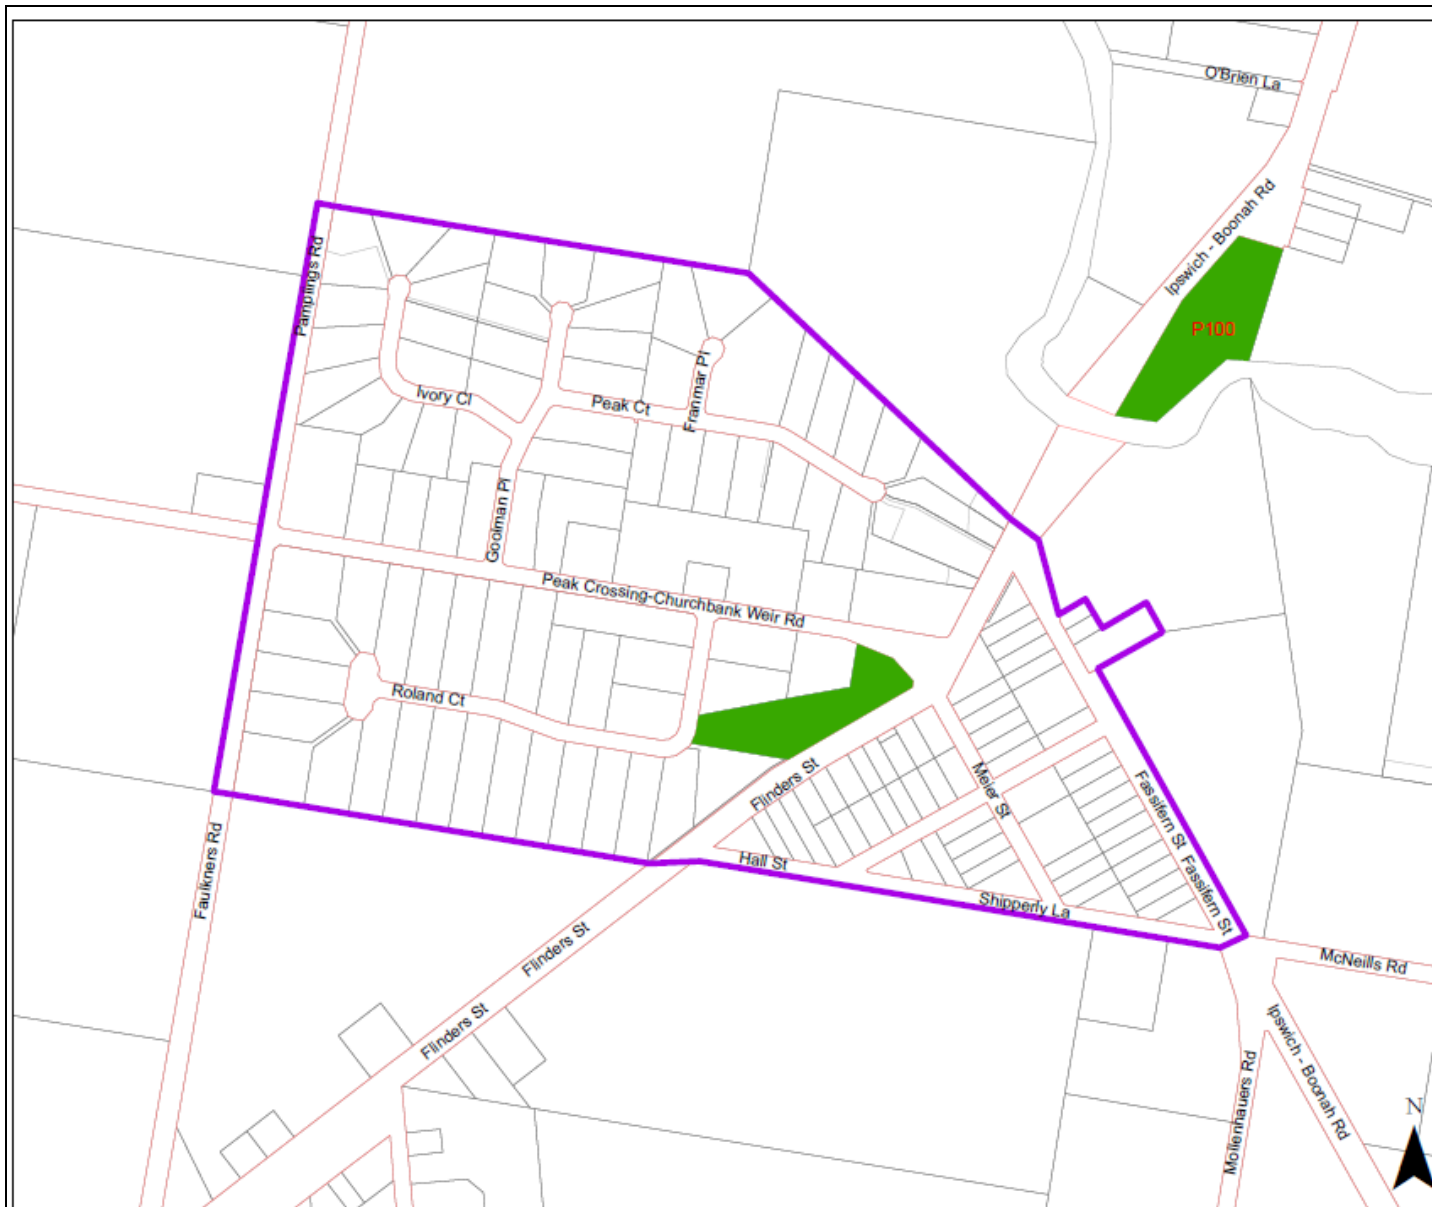 O'Brien La
Ipswich - Boonah Rd
Pamplings Rd
P100
Franmar Pl
Ivory Cl
Peak Ct
Gooiman Pl
Peak Crossing-Churchbank Weir Rd
Roland Ct
Flinders St
Meier St
Fassifern St
Faulkners Rd
Hall St
Fassifern St
Shipperly La
Flinders St
McNeills Rd
Flinders St
Ipswich - Boonah Rd
Mollenhauers Rd
N